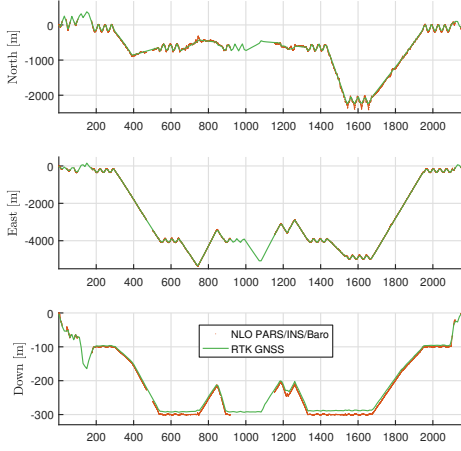 0
-1000
-2000
North [m]
200 400 600 800 1000 1200 1400 1600 1800 2000
0
-2000
-4000
East [m]
200 400 600 800 1000 1200 1400 1600 1800 2000
0
-100
-200
-300
Down [m]
NLO PARS/INS/Baro
RTK GNSS
200 400 600 800 1000 1200 1400 1600 1800 2000